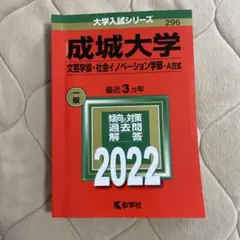 大学入試シリーズ
296
成城大学
文芸学部・社会イノベーション学部-A方式
最近3カ年
一般
傾向と対策
過去問
解答
2022
教学社